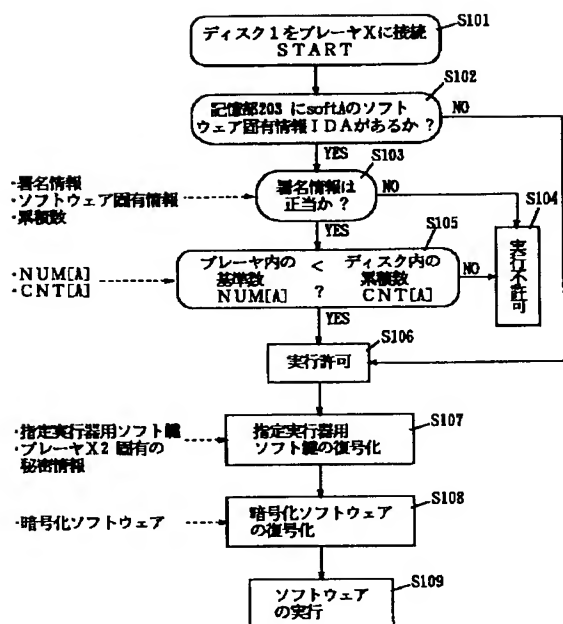 ディスク1をプレーヤXに接続
START
S101
S102
記憶部203 にsoftAのソフト
ウェア固有情報IDAがあるか ?
NO
YES
S103
・署名情報
・ソフトウェア固有情報
・累積数
署名情報は
正当か ?
NO
S104
実行不許可
YES
S105
・NUM[A]
・CNT[A]
プレーヤ内の < ディスク内の
基準数 累積数
NUM[A] ? CNT[A]
NO
YES
S106
実行許可
S107
・指定実行器用ソフト鍵
・プレーヤX2 固有の
秘密情報
指定実行器用
ソフト鍵の復号化
S108
・暗号化ソフトウェア
暗号化ソフトウェア
の復号化
S109
ソフトウェア
の実行